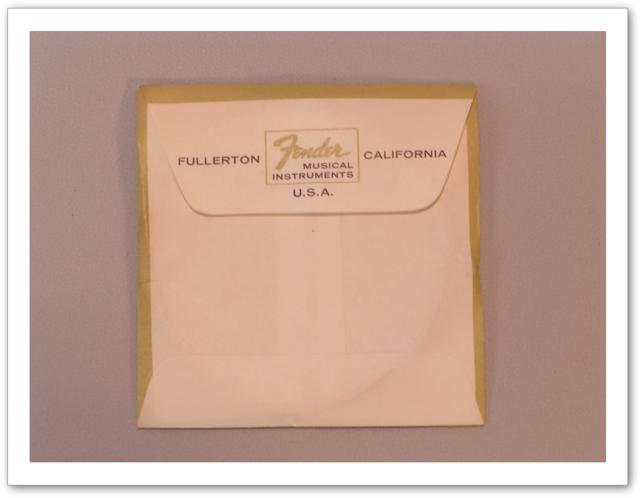 FULLERTON Fender CALIFORNIA
MUSICAL
INSTRUMENTS
U.S.A.